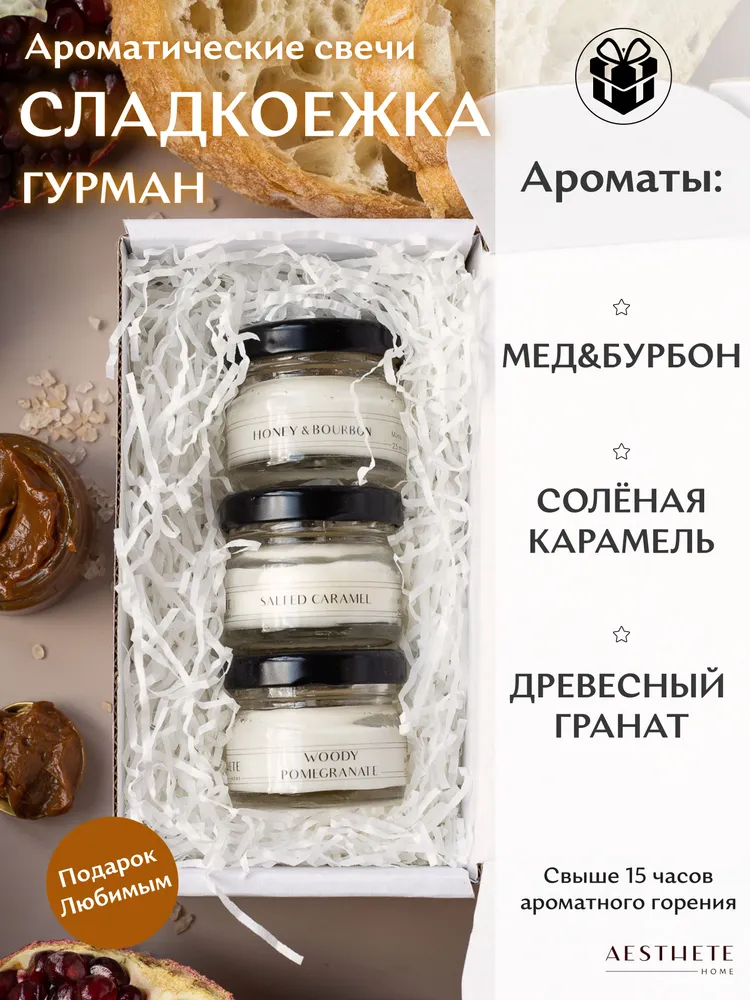 Ароматические свечи
СЛАДКОЕЖКА
ГУРМАН
Ароматы:
МЕД&БУРБОН
СОЛЁНАЯ
КАРАМЕЛЬ
ДРЕВЕСНЫЙ
ГРАНАТ
HONEY & BOURBON
SALTED CARAMEL
WOODY
POMEGRANATE
Подарок
Любимым
Свыше 15 часов
ароматного горения
AESTHETE
HOME